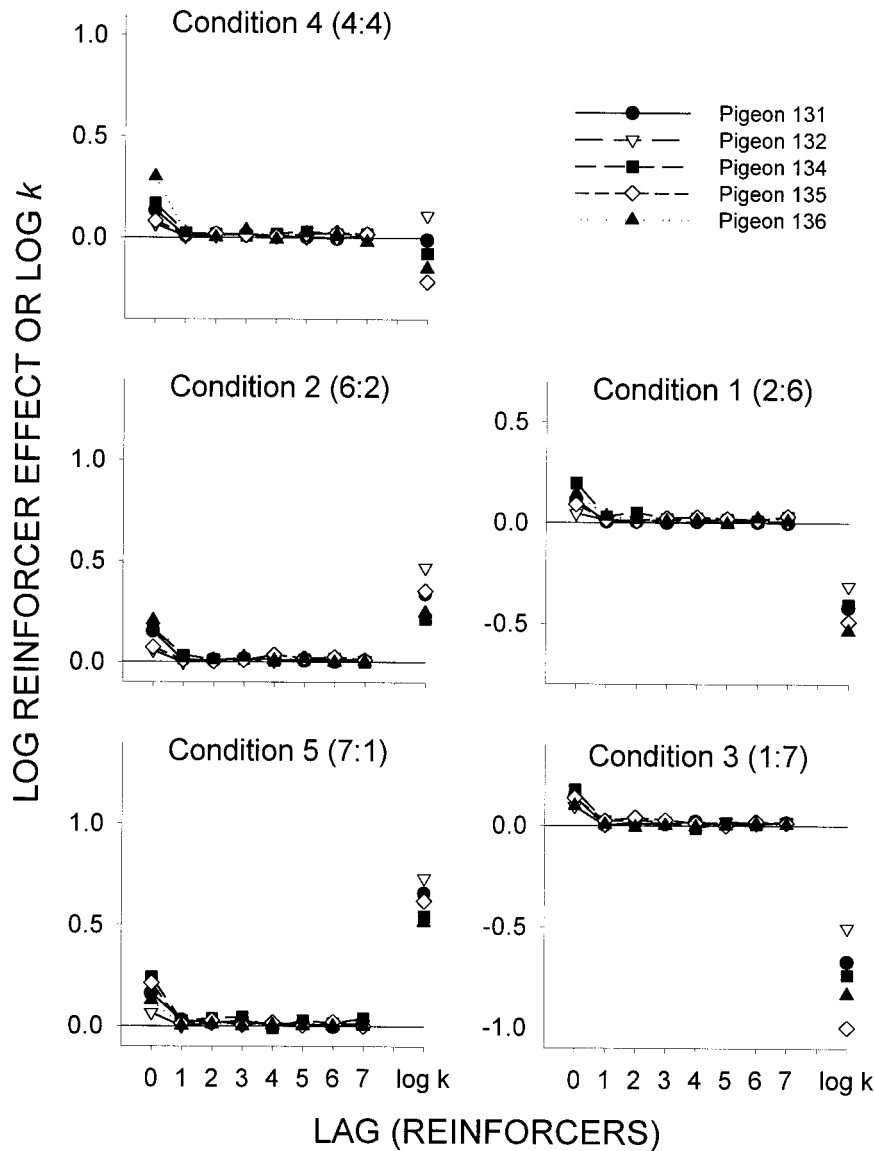 LOG REINFORCER EFFECT OR LOG k
Condition 4 (4:4)
1.0
0.5
0.0
Pigeon 131
Pigeon 132
Pigeon 134
Pigeon 135
Pigeon 136
Condition 2 (6:2)
1.0
0.5
0.0
Condition 1 (2:6)
0.5
0.0
-0.5
Condition 5 (7:1)
1.0
0.5
0.0
0 1 2 3 4 5 6 7 log k
Condition 3 (1:7)
0.0
-0.5
-1.0
0 1 2 3 4 5 6 7 log k
LAG (REINFORCERS)